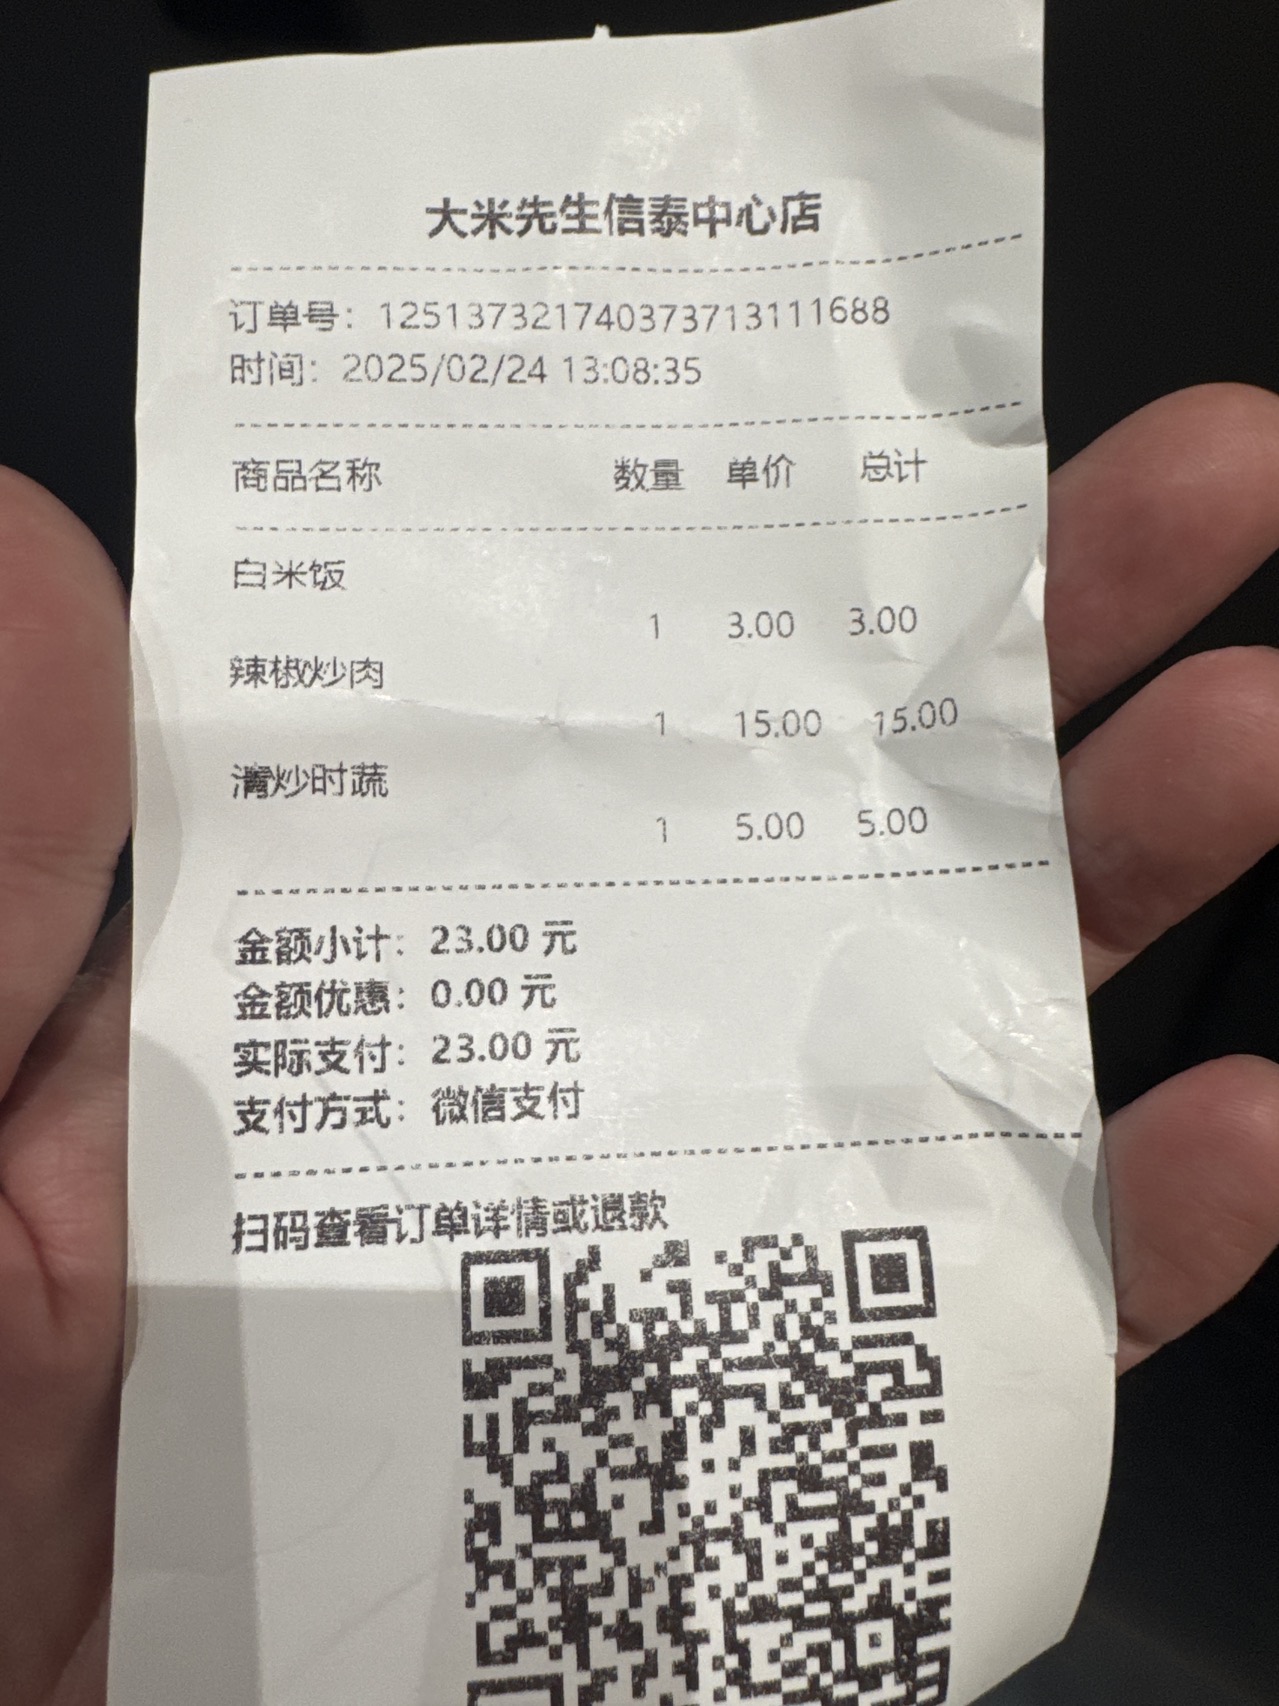 大米先生信泰中心店
订单号：1251373217403737131​11688
时间：2025/02/24 13:08:35
商品名称 数量 单价 总计
白米饭
1 3.00 3.00
辣椒炒肉
1 15.00 15.00
清炒时蔬
1 5.00 5.00
金额小计：23.00 元
金额优惠：0.00 元
实际支付：23.00 元
支付方式：微信支付
扫码查看订单详情或退款